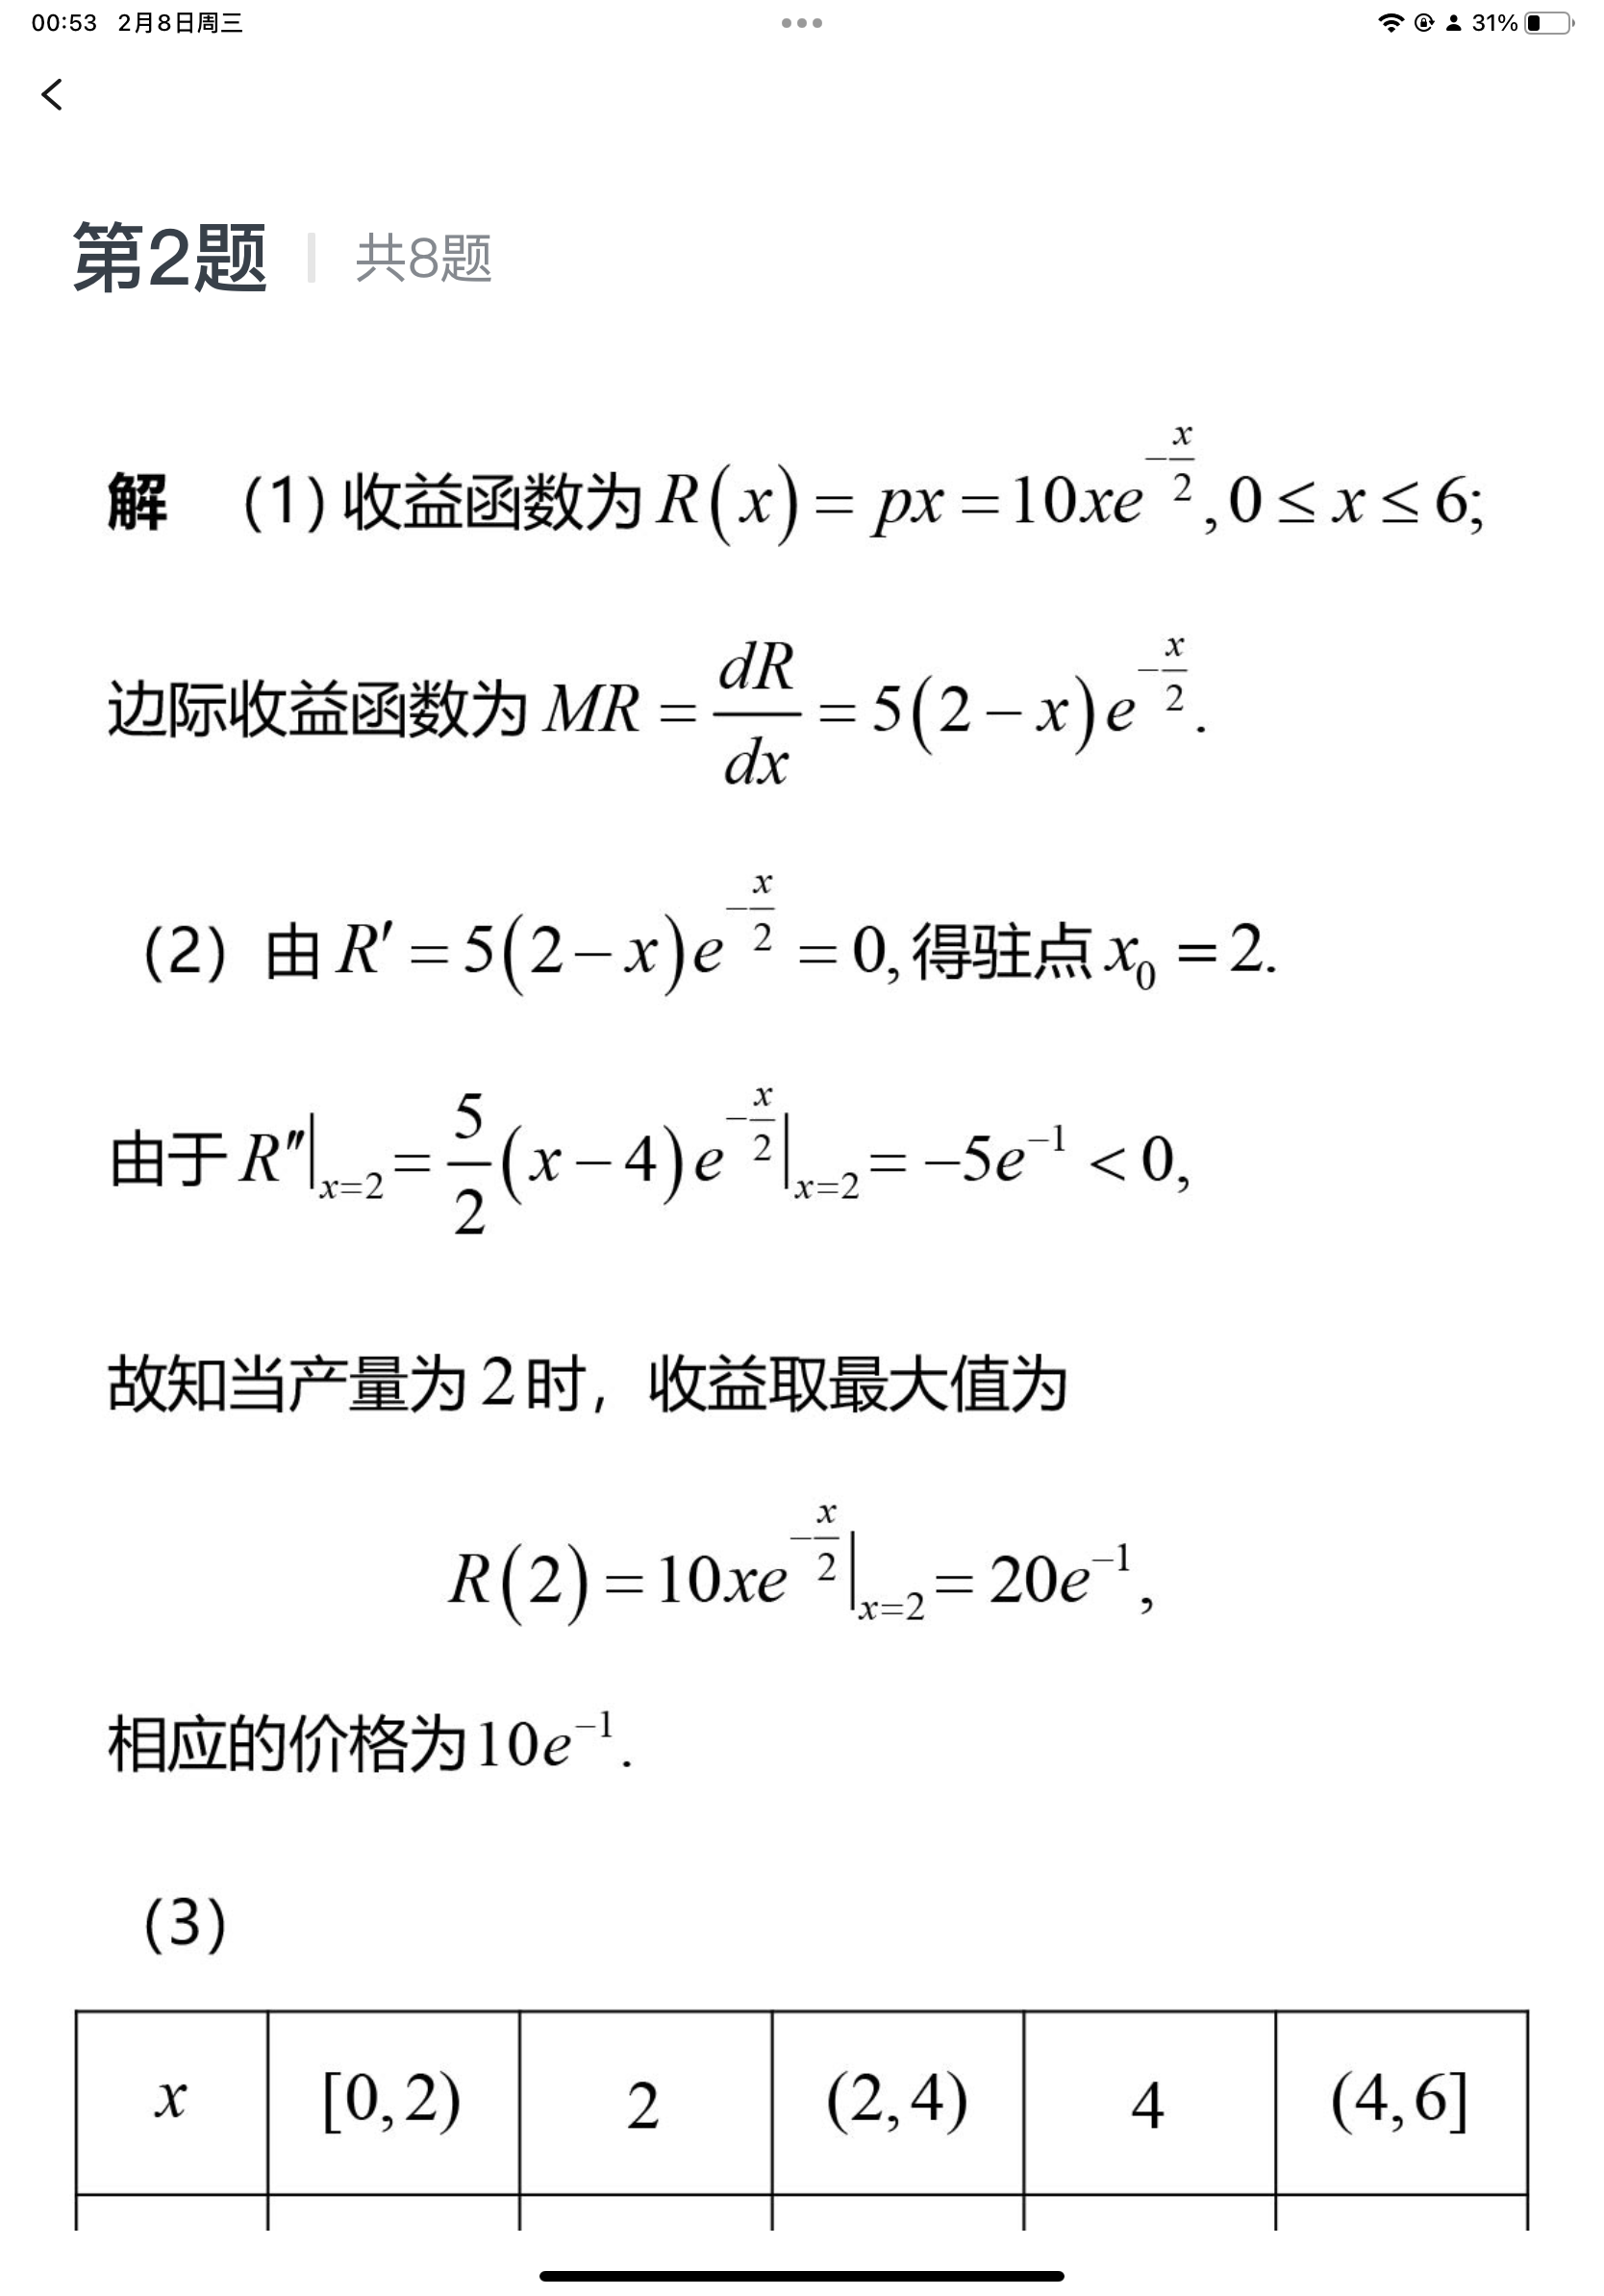 00:53 2月8日周三
31%
第2题 共8题
解 (1) 收益函数为 R(x) = px = 10xe^{-\frac{x}{2}}, 0 ≤ x ≤ 6;
边际收益函数为 MR = \frac{dR}{dx} = 5(2 − x)e^{-\frac{x}{2}}.
(2) 由 R′ = 5(2 − x)e^{-\frac{x}{2}} = 0, 得驻点 x_0 = 2.
由于 R″|_{x=2} = \frac{5}{2}(x − 4)e^{-\frac{x}{2}}|_{x=2} = −5e^{−1} < 0,
故知当产量为 2 时，收益取最大值为
R(2) = 10xe^{-\frac{x}{2}}|_{x=2} = 20e^{−1},
相应的价格为 10e^{−1}.
(3)
x [0, 2) 2 (2, 4) 4 (4, 6]